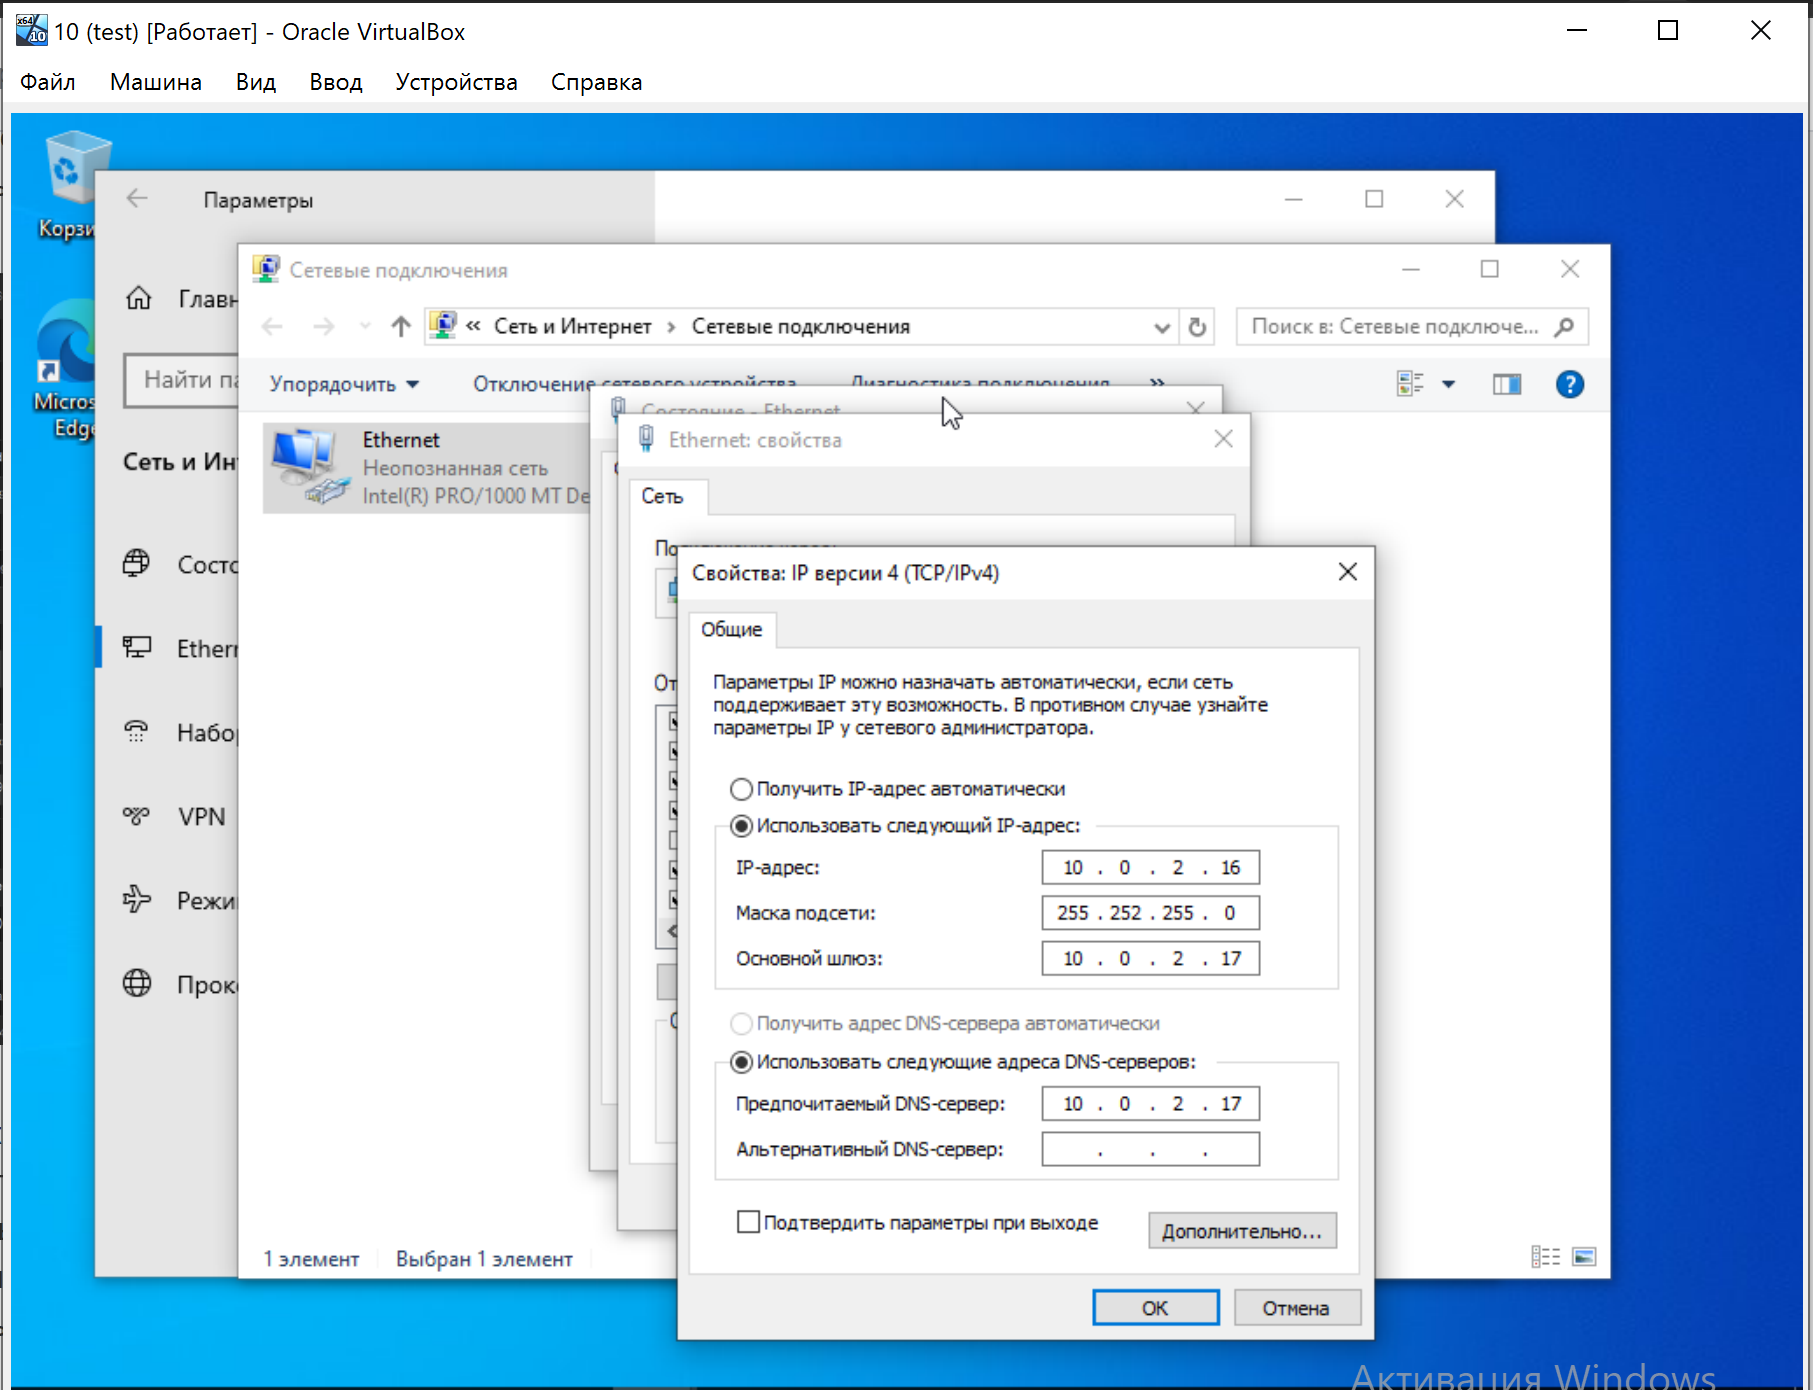 10 (test) [Работает] - Oracle VirtualBox
Файл Машина Вид Ввод Устройства Справка
Корзи
Micros
Edge
Параметры
Главн
Найти па
Сеть и Ин
Состо
Ethern
Набор
VPN
Режи
Прок
Сетевые подключения
« Сеть и Интернет › Сетевые подключения
Поиск в: Сетевые подключе...
Упорядочить Отключение сетевого устройства Диагностика подключения »
Ethernet
Неопознанная сеть
Intel(R) PRO/1000 MT De
1 элемент Выбран 1 элемент
Состояние - Ethernet
Ethernet: свойства
Сеть
От
Свойства: IP версии 4 (TCP/IPv4)
Общие
Параметры IP можно назначать автоматически, если сеть
поддерживает эту возможность. В противном случае узнайте
параметры IP у сетевого администратора.
Получить IP-адрес автоматически
Использовать следующий IP-адрес:
IP-адрес: 10 . 0 . 2 . 16
Маска подсети: 255 . 252 . 255 . 0
Основной шлюз: 10 . 0 . 2 . 17
Получить адрес DNS-сервера автоматически
Использовать следующие адреса DNS-серверов:
Предпочитаемый DNS-сервер: 10 . 0 . 2 . 17
Альтернативный DNS-сервер: . . .
Подтвердить параметры при выходе
Дополнительно...
ОК Отмена
Активация Windows